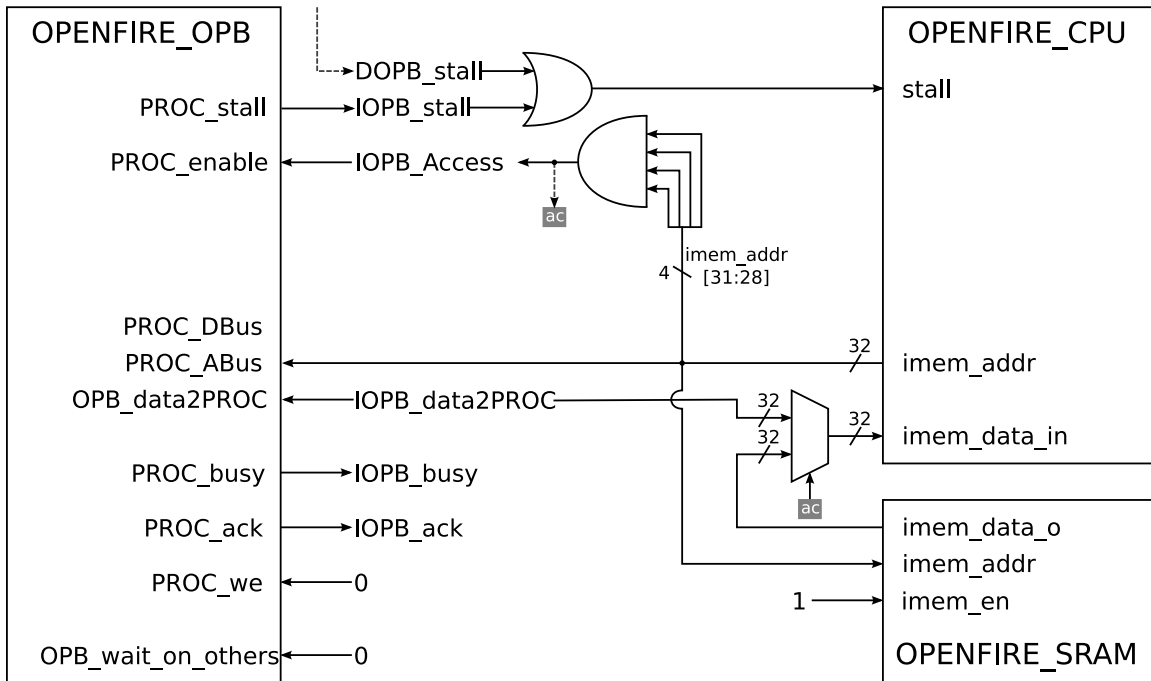 OPENFIRE_OPB
OPENFIRE_CPU
DOPB_stall
stall
PROC_stall
IOPB_stall
PROC_enable
IOPB_Access
ac
imem_addr
4
[31:28]
PROC_DBus
32
PROC_ABus
imem_addr
OPB_data2PROC
IOPB_data2PROC
32
32
32
imem_data_in
PROC_busy
IOPB_busy
ac
PROC_ack
IOPB_ack
imem_data_o
imem_addr
PROC_we
0
1
imem_en
OPB_wait_on_others
0
OPENFIRE_SRAM